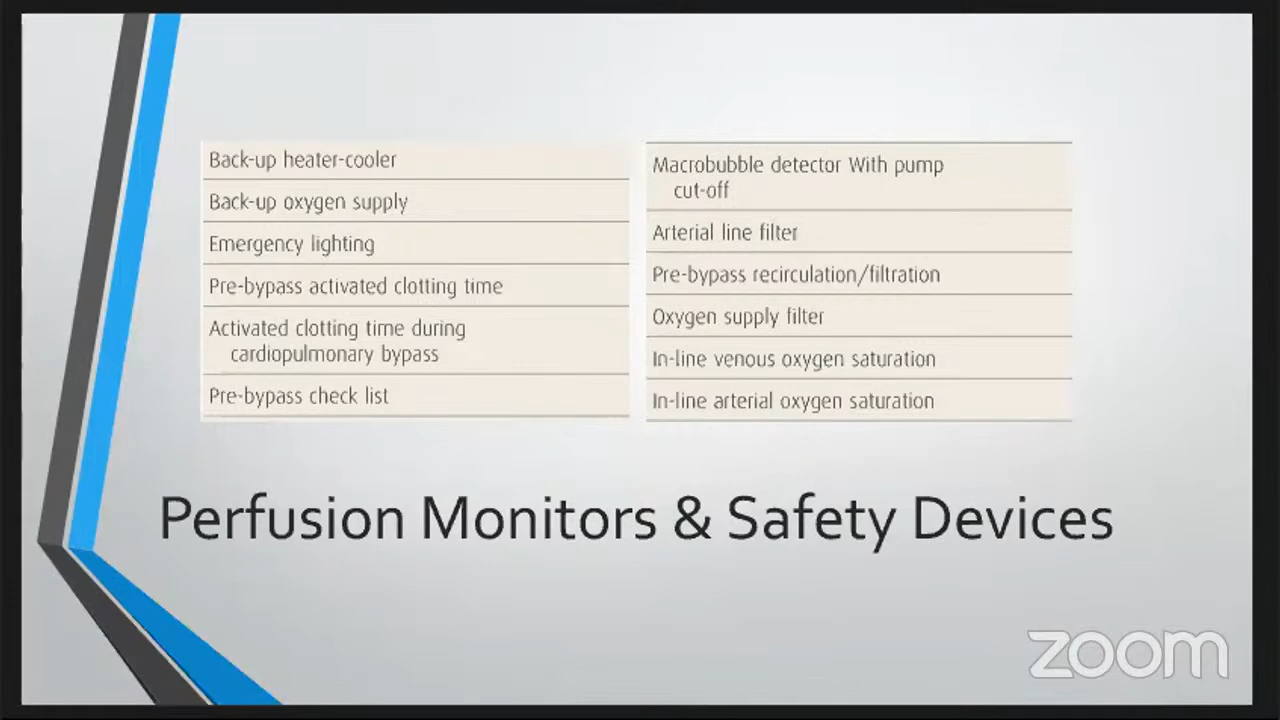 Back-up heater-cooler
Back-up oxygen supply
Emergency lighting
Pre-bypass activated clotting time
Activated clotting time during
cardiopulmonary bypass
Pre-bypass check list
Macrobubble detector With pump
cut-off
Arterial line filter
Pre-bypass recirculation/filtration
Oxygen supply filter
In-line venous oxygen saturation
In-line arterial oxygen saturation
Perfusion Monitors & Safety Devices
zoom